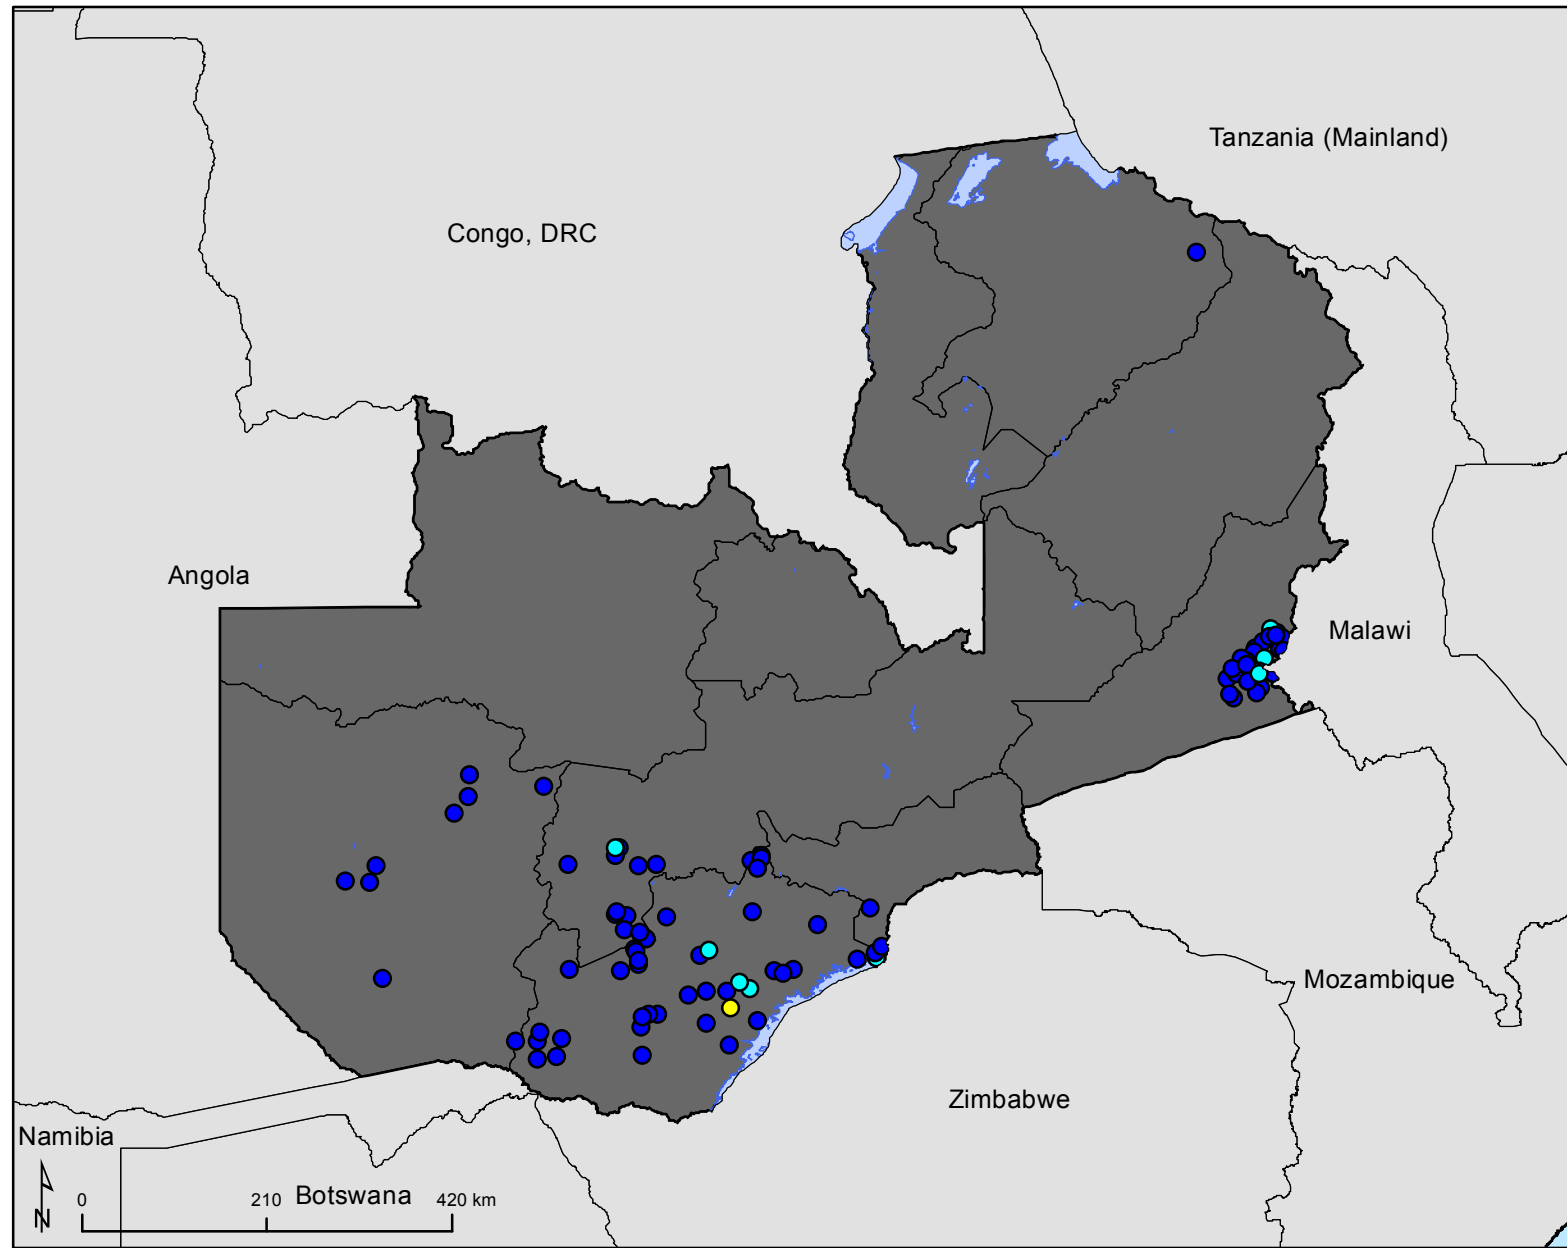 Tanzania (Mainland)
Congo, DRC
Angola
Malawi
Mozambique
Zimbabwe
Namibia
Botswana
0 210 420 km
N